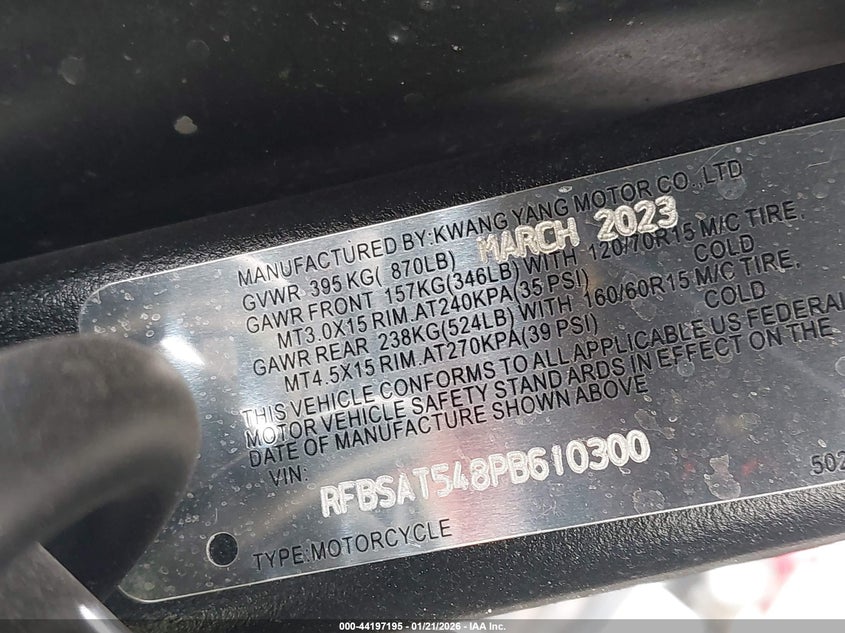 MANUFACTURED BY:KWANG YANG MOTOR CO.,LTD
GVWR 395 KG( 870LB) MARCH 2023
GAWR FRONT 157KG(346LB) WITH 120/70R15 M/C TIRE,
MT3.0X15 RIM.AT240KPA(35 PSI) COLD
GAWR REAR 238KG(524LB) WITH 160/60R15 M/C TIRE,
MT4.5X15 RIM.AT270KPA(39 PSI) COLD
THIS VEHICLE CONFORMS TO ALL APPLICABLE US FEDERAL
MOTOR VEHICLE SAFETY STANDARDS IN EFFECT ON THE
DATE OF MANUFACTURE SHOWN ABOVE
VIN: RFBSAT548PB610300
502
TYPE:MOTORCYCLE
000-44197195 - 01/21/2026 - IAA Inc.